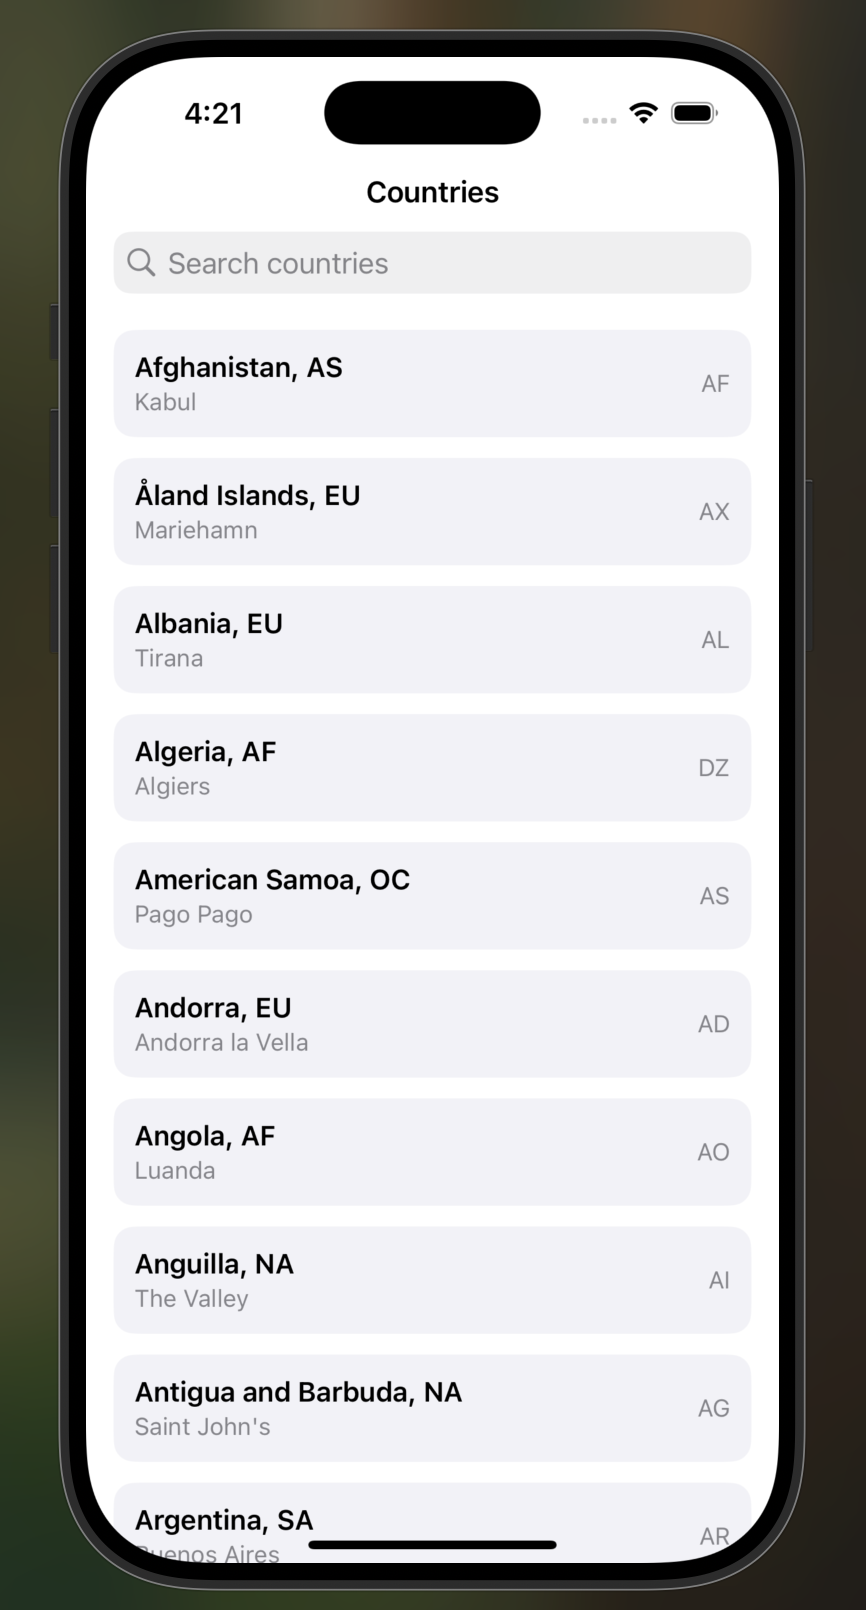 4:21
Countries
Search countries
Afghanistan, AS
Kabul
AF
Åland Islands, EU
Mariehamn
AX
Albania, EU
Tirana
AL
Algeria, AF
Algiers
DZ
American Samoa, OC
Pago Pago
AS
Andorra, EU
Andorra la Vella
AD
Angola, AF
Luanda
AO
Anguilla, NA
The Valley
AI
Antigua and Barbuda, NA
Saint John's
AG
Argentina, SA
Buenos Aires
AR